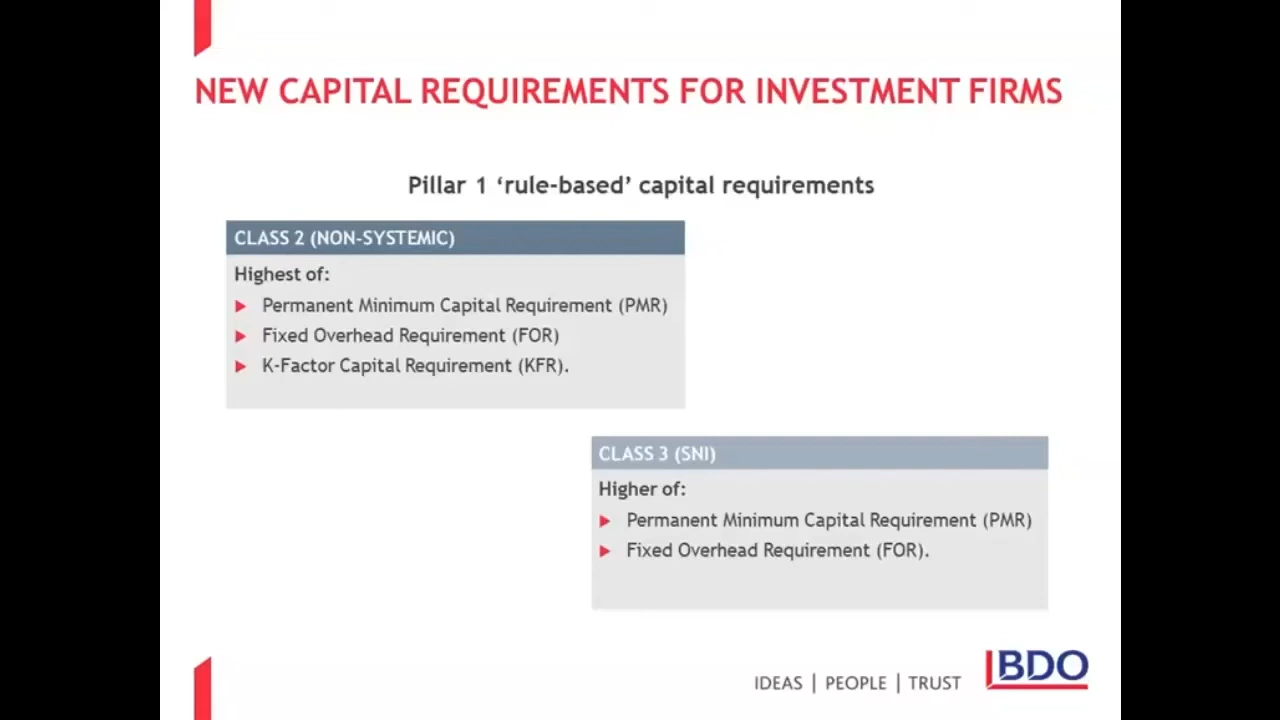 NEW CAPITAL REQUIREMENTS FOR INVESTMENT FIRMS
Pillar 1 ‘rule-based’ capital requirements
CLASS 2 (NON-SYSTEMIC)
Highest of:
Permanent Minimum Capital Requirement (PMR)
Fixed Overhead Requirement (FOR)
K-Factor Capital Requirement (KFR).
CLASS 3 (SNI)
Higher of:
Permanent Minimum Capital Requirement (PMR)
Fixed Overhead Requirement (FOR).
IDEAS | PEOPLE | TRUST
BDO